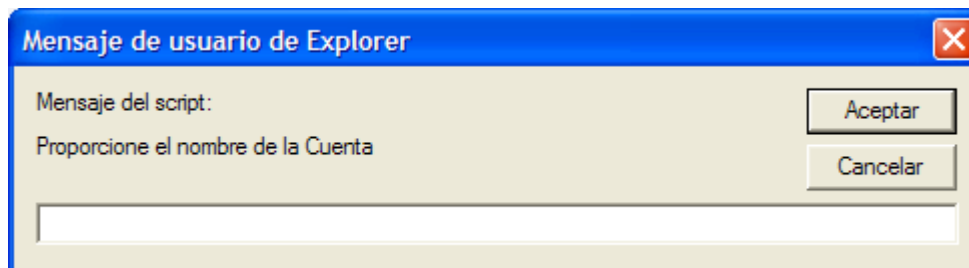 Mensaje de usuario de Explorer
Mensaje del script:
Aceptar
Proporcione el nombre de la Cuenta
Cancelar